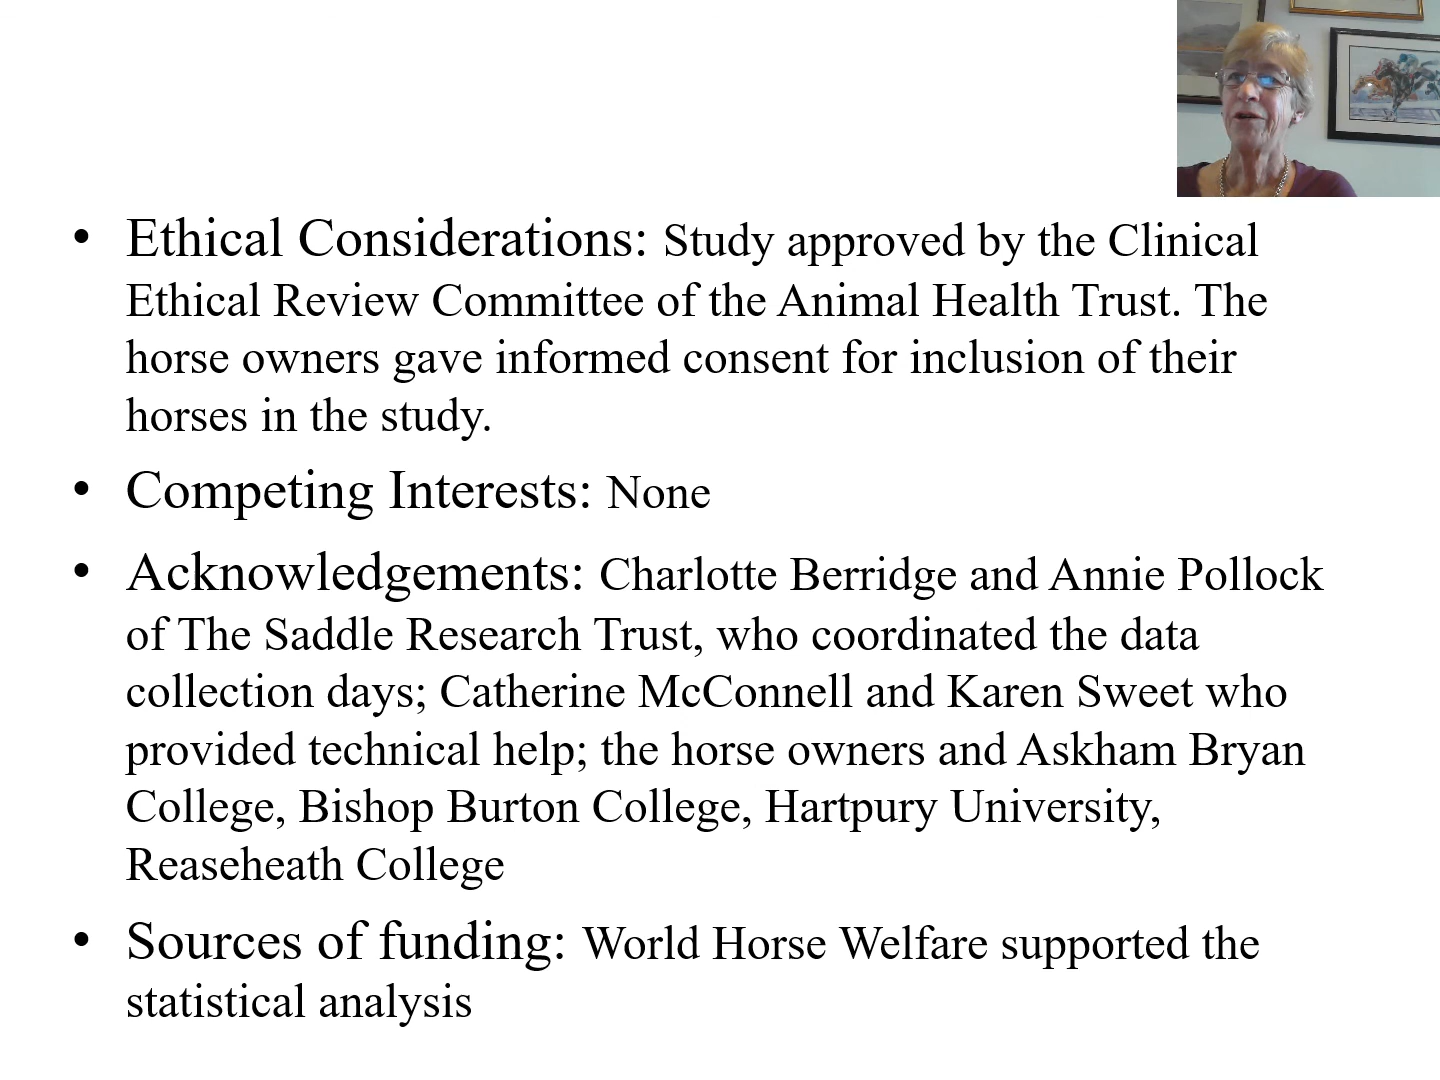 • Ethical Considerations: Study approved by the Clinical
Ethical Review Committee of the Animal Health Trust. The
horse owners gave informed consent for inclusion of their
horses in the study.
• Competing Interests: None
• Acknowledgements: Charlotte Berridge and Annie Pollock
of The Saddle Research Trust, who coordinated the data
collection days; Catherine McConnell and Karen Sweet who
provided technical help; the horse owners and Askham Bryan
College, Bishop Burton College, Hartpury University,
Reaseheath College
• Sources of funding: World Horse Welfare supported the
statistical analysis